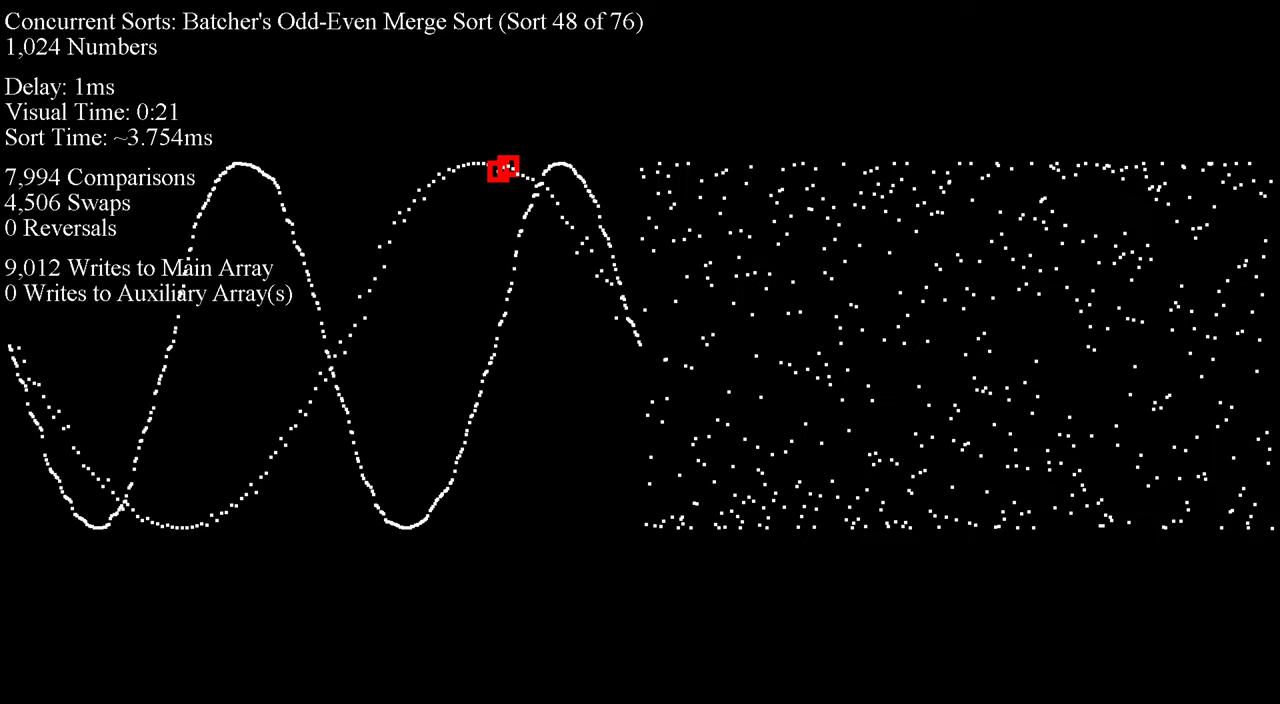 Concurrent Sorts: Batcher's Odd-Even Merge Sort (Sort 48 of 76)
1,024 Numbers
Delay: 1ms
Visual Time: 0:21
Sort Time: ~3.754ms
7,994 Comparisons
4,506 Swaps
0 Reversals
9,012 Writes to Main Array
0 Writes to Auxiliary Array(s)